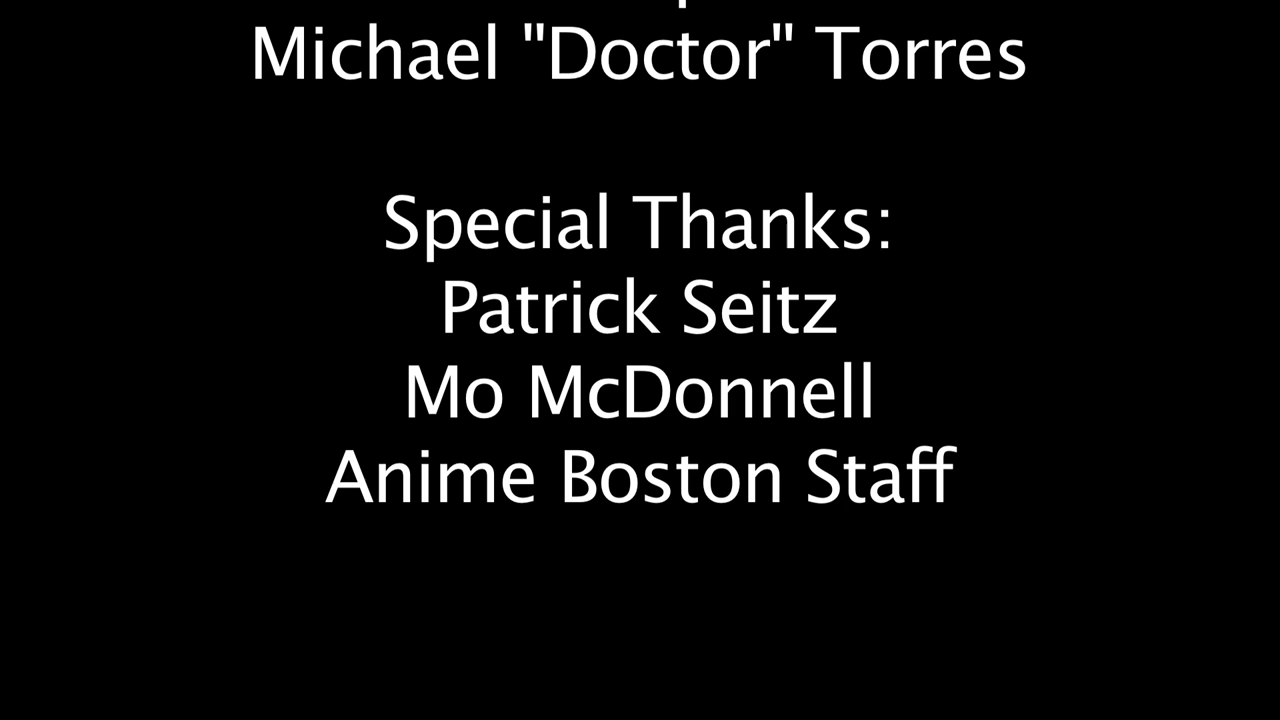 Michael "Doctor" Torres
Special Thanks:
Patrick Seitz
Mo McDonnell
Anime Boston Staff